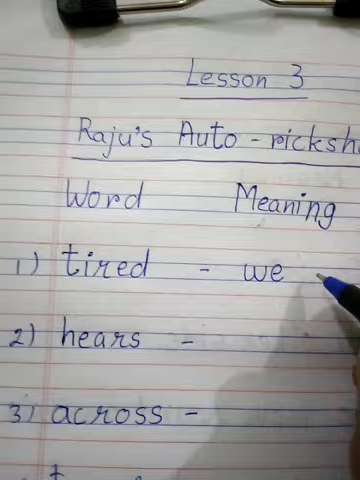 Lesson 3
Raju's Auto-ricksh
Word Meaning
1) tired - we
2) hears -
3) across -